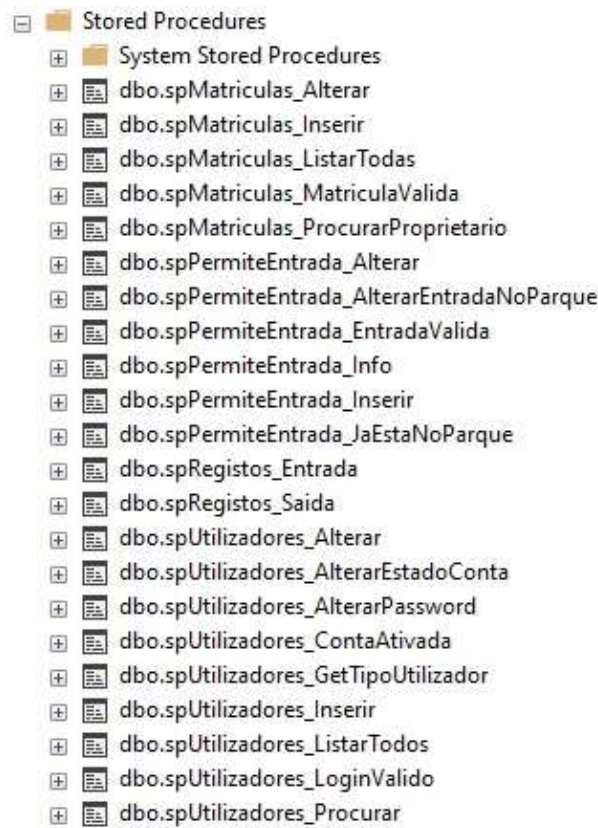 Stored Procedures
System Stored Procedures
dbo.spMatriculas_Alterar
dbo.spMatriculas_Inserir
dbo.spMatriculas_ListarTodas
dbo.spMatriculas_MatriculaValida
dbo.spMatriculas_ProcurarProprietario
dbo.spPermiteEntrada_Alterar
dbo.spPermiteEntrada_AlterarEntradaNoParque
dbo.spPermiteEntrada_EntradaValida
dbo.spPermiteEntrada_Info
dbo.spPermiteEntrada_Inserir
dbo.spPermiteEntrada_JaEstaNoParque
dbo.spRegistos_Entrada
dbo.spRegistos_Saida
dbo.spUtilizadores_Alterar
dbo.spUtilizadores_AlterarEstadoConta
dbo.spUtilizadores_AlterarPassword
dbo.spUtilizadores_ContaAtivada
dbo.spUtilizadores_GetTipoUtilizador
dbo.spUtilizadores_Inserir
dbo.spUtilizadores_ListarTodos
dbo.spUtilizadores_LoginValido
dbo.spUtilizadores_Procurar